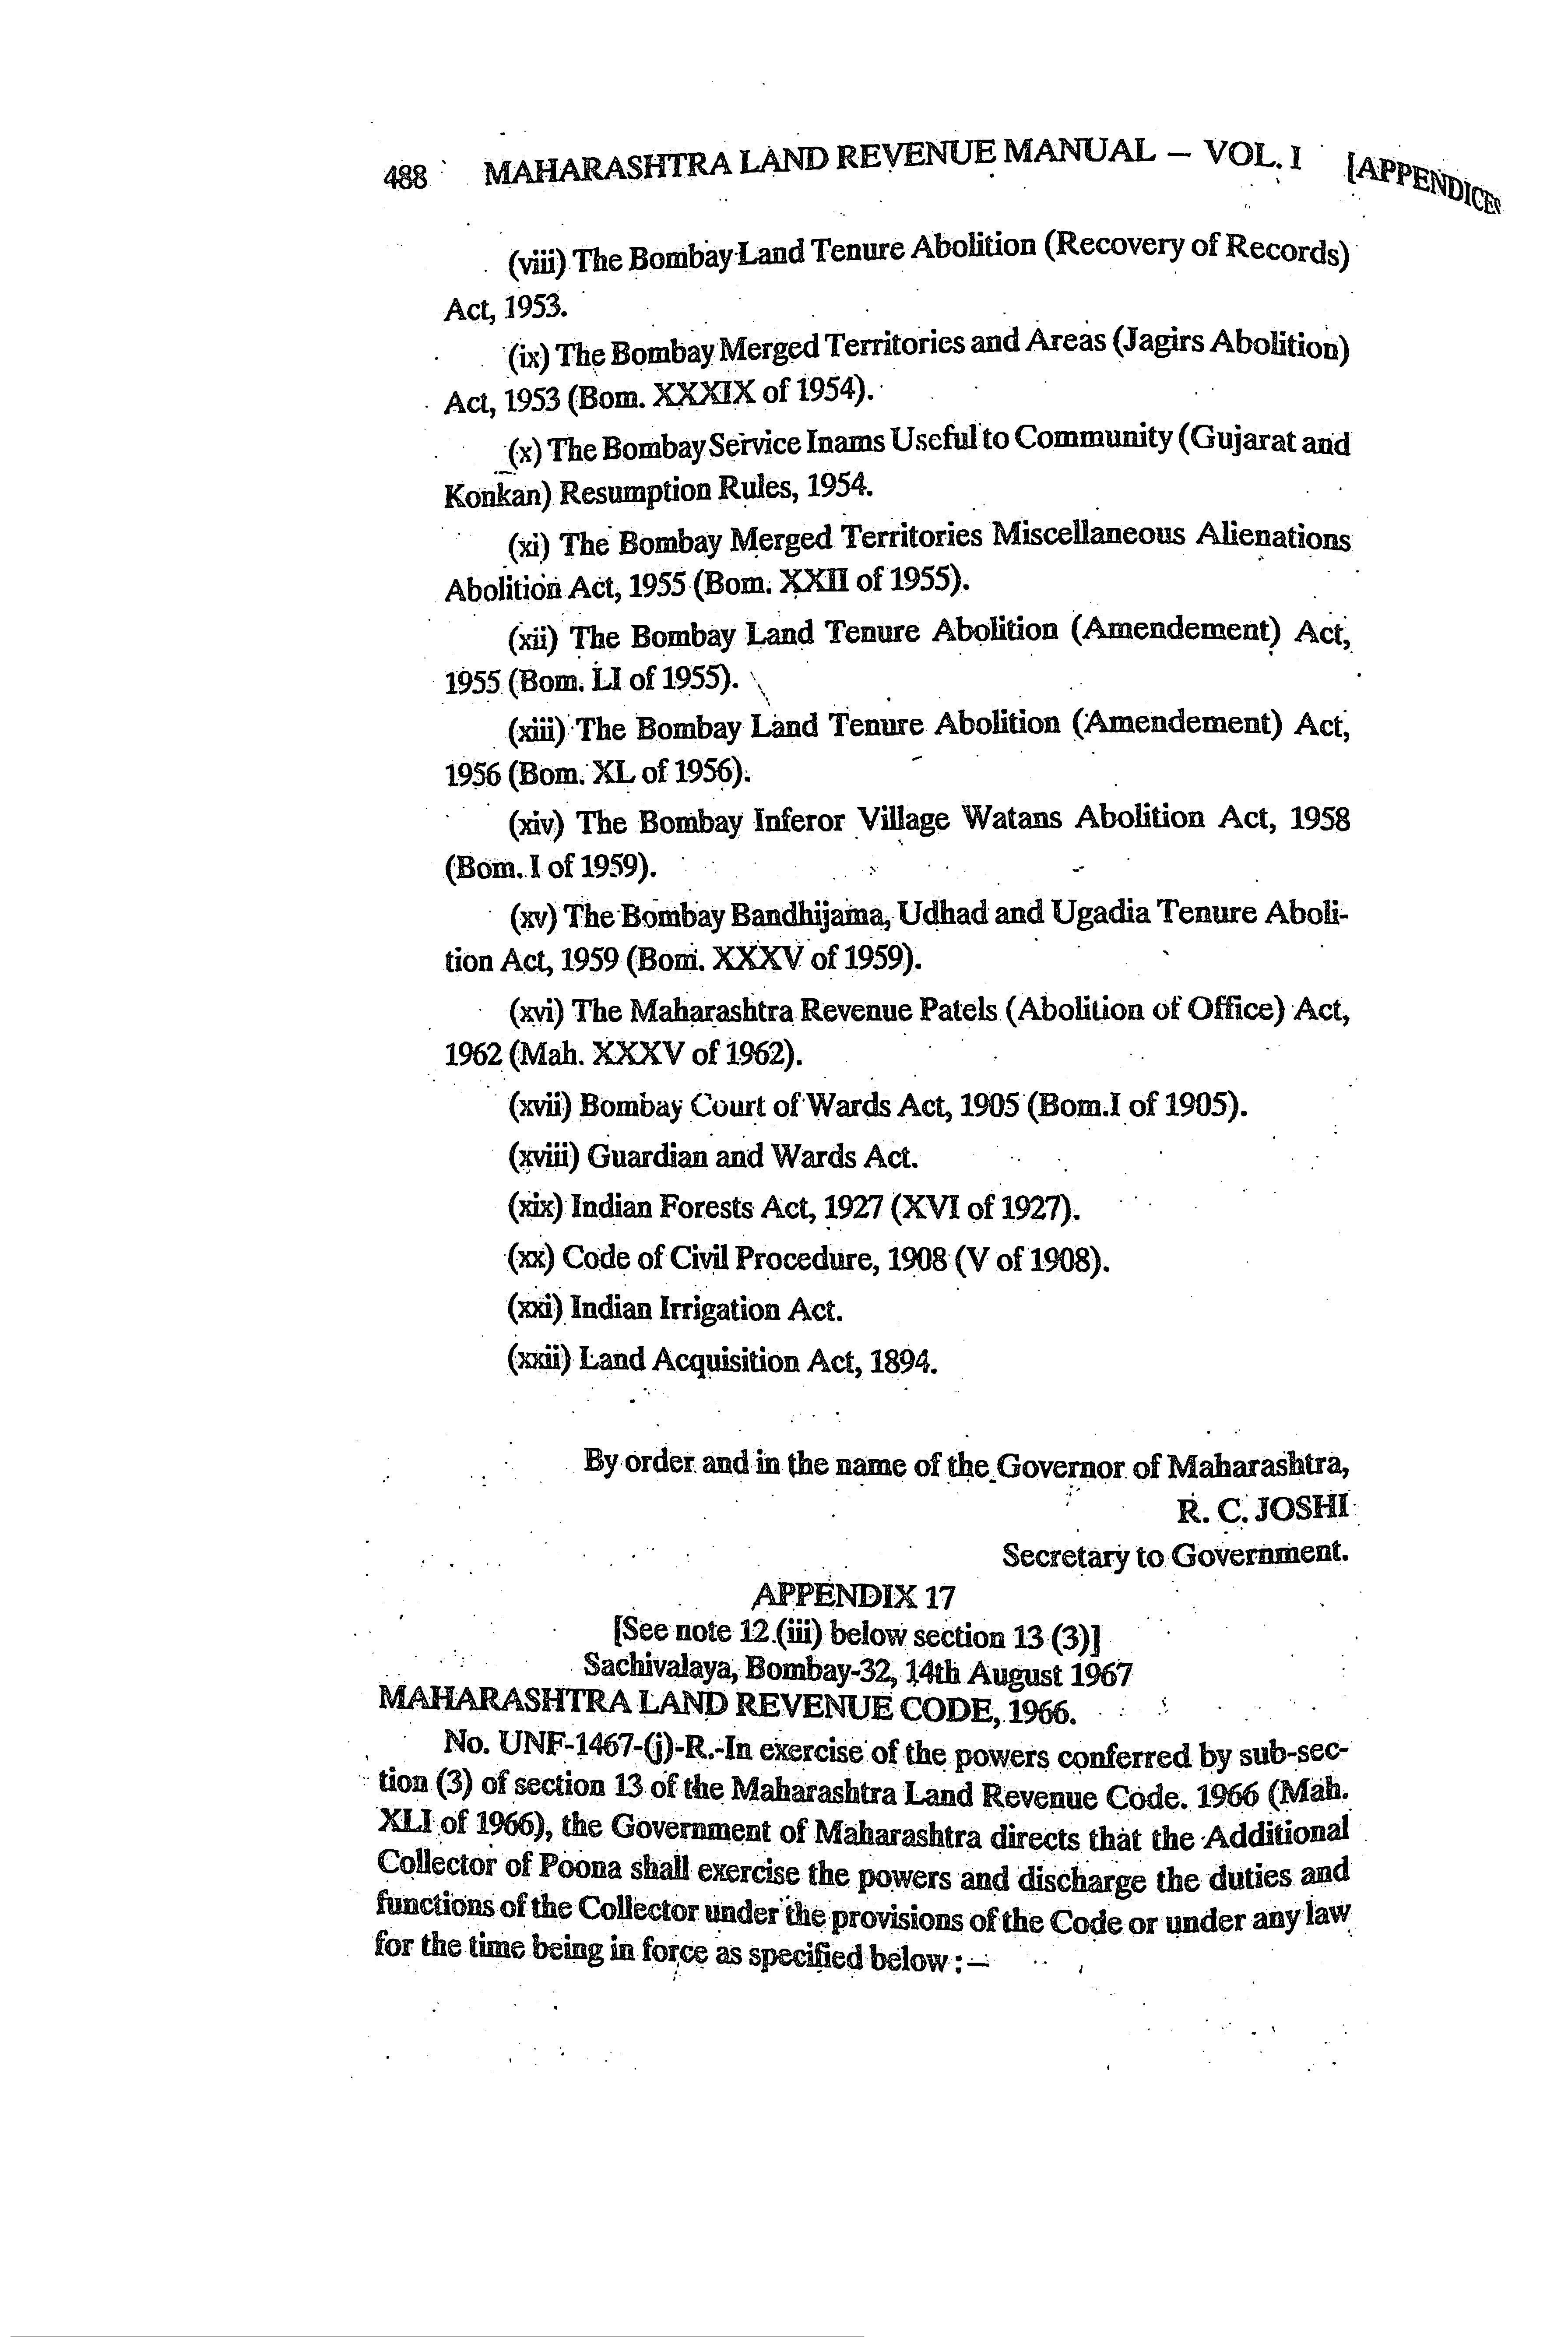 488 MAHARASHTRA LAND REVENUE MANUAL – VOL. I [APPENDICES
(viii) The Bombay Land Tenure Abolition (Recovery of Records)
Act, 1953.
(ix) The Bombay Merged Territories and Areas (Jagirs Abolition)
Act, 1953 (Bom. XXXIX of 1954).
(x) The Bombay Service Inams Useful to Community (Gujarat and
Konkan) Resumption Rules, 1954.
(xi) The Bombay Merged Territories Miscellaneous Alienations
Abolition Act, 1955 (Bom. XXII of 1955).
(xii) The Bombay Land Tenure Abolition (Amendement) Act,
1955 (Bom. LI of 1955).
(xiii) The Bombay Land Tenure Abolition (Amendement) Act,
1956 (Bom. XL of 1956).
(xiv) The Bombay Inferor Village Watans Abolition Act, 1958
(Bom. I of 1959).
(xv) The Bombay Bandhijama, Udhad and Ugadia Tenure Aboli-
tion Act, 1959 (Bom. XXXV of 1959).
(xvi) The Maharashtra Revenue Patels (Abolition of Office) Act,
1962 (Mah. XXXV of 1962).
(xvii) Bombay Court of Wards Act, 1905 (Bom.I of 1905).
(xviii) Guardian and Wards Act.
(xix) Indian Forests Act, 1927 (XVI of 1927).
(xx) Code of Civil Procedure, 1908 (V of 1908).
(xxi) Indian Irrigation Act.
(xxii) Land Acquisition Act, 1894.
By order and in the name of the Governor of Maharashtra,
R. C. JOSHI
Secretary to Government.
APPENDIX 17
[See note 12 (iii) below section 13 (3)]
Sachivalaya, Bombay-32, 14th August 1967
MAHARASHTRA LAND REVENUE CODE, 1966.
No. UNF-1467-(j)-R.-In exercise of the powers conferred by sub-sec-
tion (3) of section 13 of the Maharashtra Land Revenue Code. 1966 (Mah.
XLI of 1966), the Government of Maharashtra directs that the Additional
Collector of Poona shall exercise the powers and discharge the duties and
functions of the Collector under the provisions of the Code or under any law
for the time being in force as specified below :—